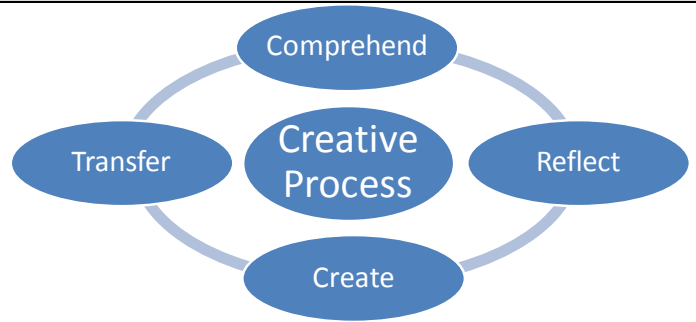 Comprehend
Transfer
Creative
Process
Reflect
Create